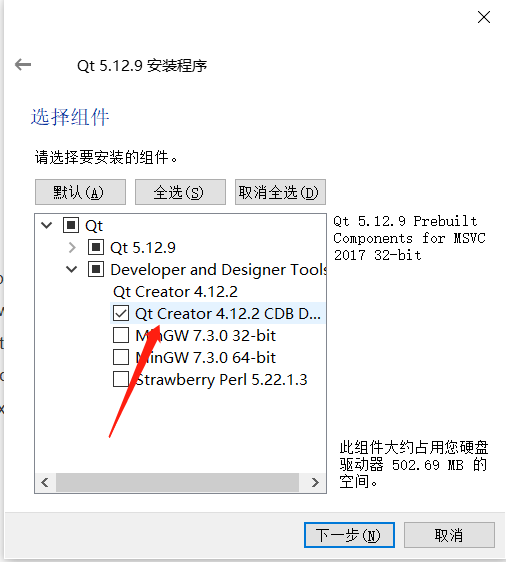 Qt 5.12.9 安装程序
选择组件
请选择要安装的组件。
默认(A)
全选(S)
取消全选(D)
Qt
Qt 5.12.9
Developer and Designer Tools
Qt Creator 4.12.2
Qt Creator 4.12.2 CDB D...
MinGW 7.3.0 32-bit
MinGW 7.3.0 64-bit
Strawberry Perl 5.22.1.3
Qt 5.12.9 Prebuilt
Components for MSVC
2017 32-bit
此组件大约占用您硬盘
驱动器 502.69 MB 的
空间。
下一步(N)
取消